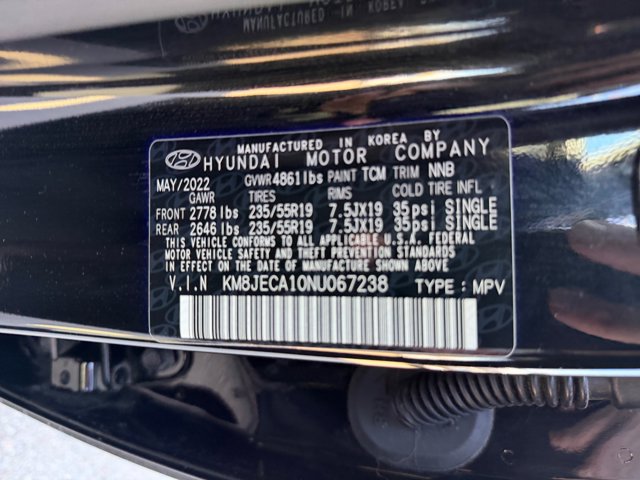 MANUFACTURED IN KOREA BY
HYUNDAI MOTOR COMPANY
MAY/2022 GVWR 4861lbs PAINT TCM TRIM NNB
GAWR TIRES RIMS COLD TIRE INFL.
FRONT 2778 lbs 235/55R19 7.5JX19 35psi SINGLE
REAR 2646 lbs 235/55R19 7.5JX19 35psi SINGLE
THIS VEHICLE CONFORMS TO ALL APPLICABLE U.S.A. FEDERAL
MOTOR VEHICLE SAFETY AND THEFT PREVENTION STANDARDS
IN EFFECT ON THE DATE OF MANUFACTURE SHOWN ABOVE.
V.I.N KM8JECA10NU067238 TYPE : MPV